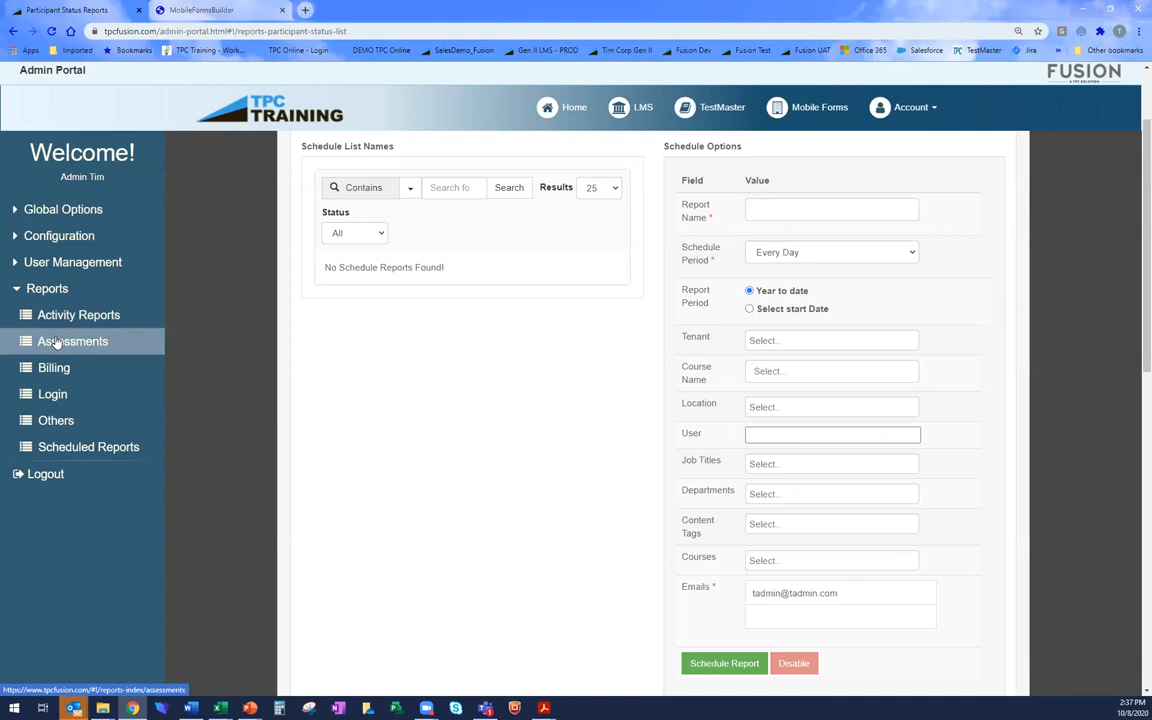 Participant Status Reports
MobileFormsBuilder
tpcfusion.com/admin-portal.html#!/reports-participant-status-list
Apps
Imported
Bookmarks
TPC Training - Work...
TPC Online - Login
DEMO TPC Online
SalesDemo_Fusion
Gen II LMS - PROD
Tim Corp Gen II
Fusion Dev
Fusion Test
Fusion UAT
Office 365
Salesforce
TestMaster
Jira
Other bookmarks
Admin Portal
FUSION
A TPC SOLUTION
TPC
TRAINING
Home
LMS
TestMaster
Mobile Forms
Account
Welcome!
Admin Tim
Global Options
Configuration
User Management
Reports
Activity Reports
Assessments
Billing
Login
Others
Scheduled Reports
Logout
Schedule List Names
Contains
Search fo
Search
Results
25
Status
All
No Schedule Reports Found!
Schedule Options
Field
Value
Report
Name *
Schedule
Period *
Every Day
Report
Period
Year to date
Select start Date
Tenant
Select...
Course
Name
Select...
Location
Select...
User
Job Titles
Select...
Departments
Select...
Content
Tags
Select...
Courses
Select...
Emails *
tadmin@tadmin.com
Schedule Report
Disable
https://www.tpcfusion.com/#!/reports-index/assessments
2:37 PM
10/8/2020